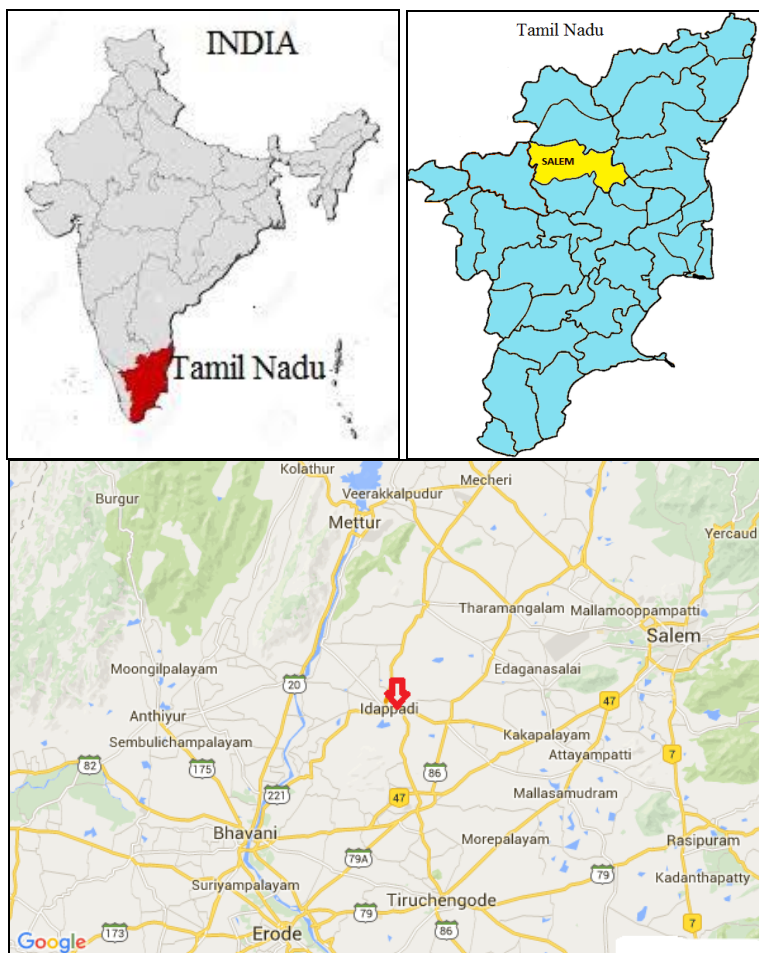 INDIA
Tamil Nadu
Tamil Nadu
SALEM
Kolathur
Mecheri
Burgur
Veerakkalpudur
Mettur
Yercaud
Tharamangalam
Mallamooppampatti
Salem
Moongilpalayam
Edaganasalai
20
47
Anthiyur
Idappadi
Kakapalayam
Sembulichampalayam
Attayampatti
7
82
175
86
221
47
Mallasamudram
Bhavani
Morepalayam
Rasipuram
79A
79
Suriyampalayam
Kadanthapatty
Tiruchengode
79
7
173
Erode
86
Google